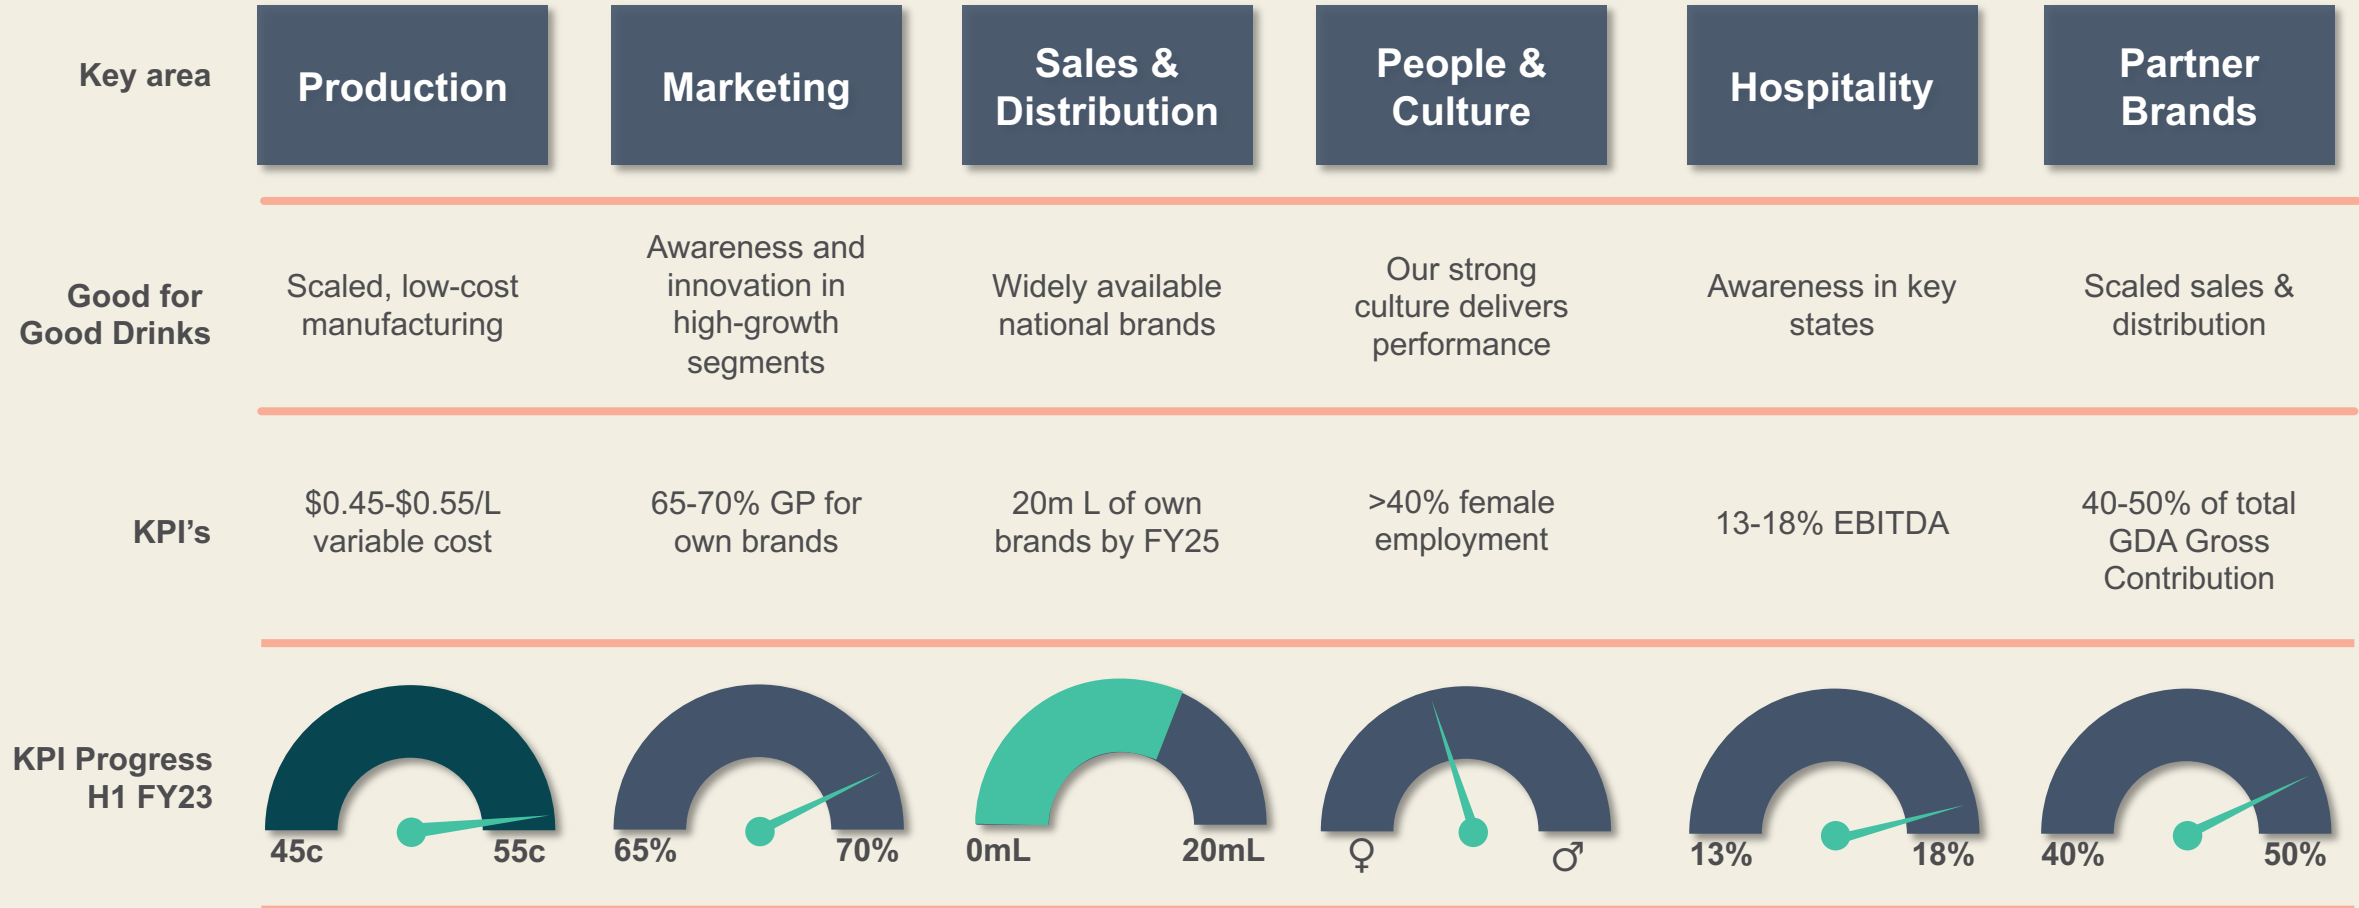 Key area
Production
Marketing
Sales &
Distribution
People &
Culture
Hospitality
Partner
Brands
Good for
Good Drinks
Scaled, low-cost
manufacturing
Awareness and
innovation in
high-growth
segments
Widely available
national brands
Our strong
culture delivers
performance
Awareness in key
states
Scaled sales &
distribution
KPI’s
$0.45-$0.55/L
variable cost
65-70% GP for
own brands
20m L of own
brands by FY25
>40% female
employment
13-18% EBITDA
40-50% of total
GDA Gross
Contribution
KPI Progress
H1 FY23
45c
55c
65%
70%
0mL
20mL
♀
♂
13%
18%
40%
50%